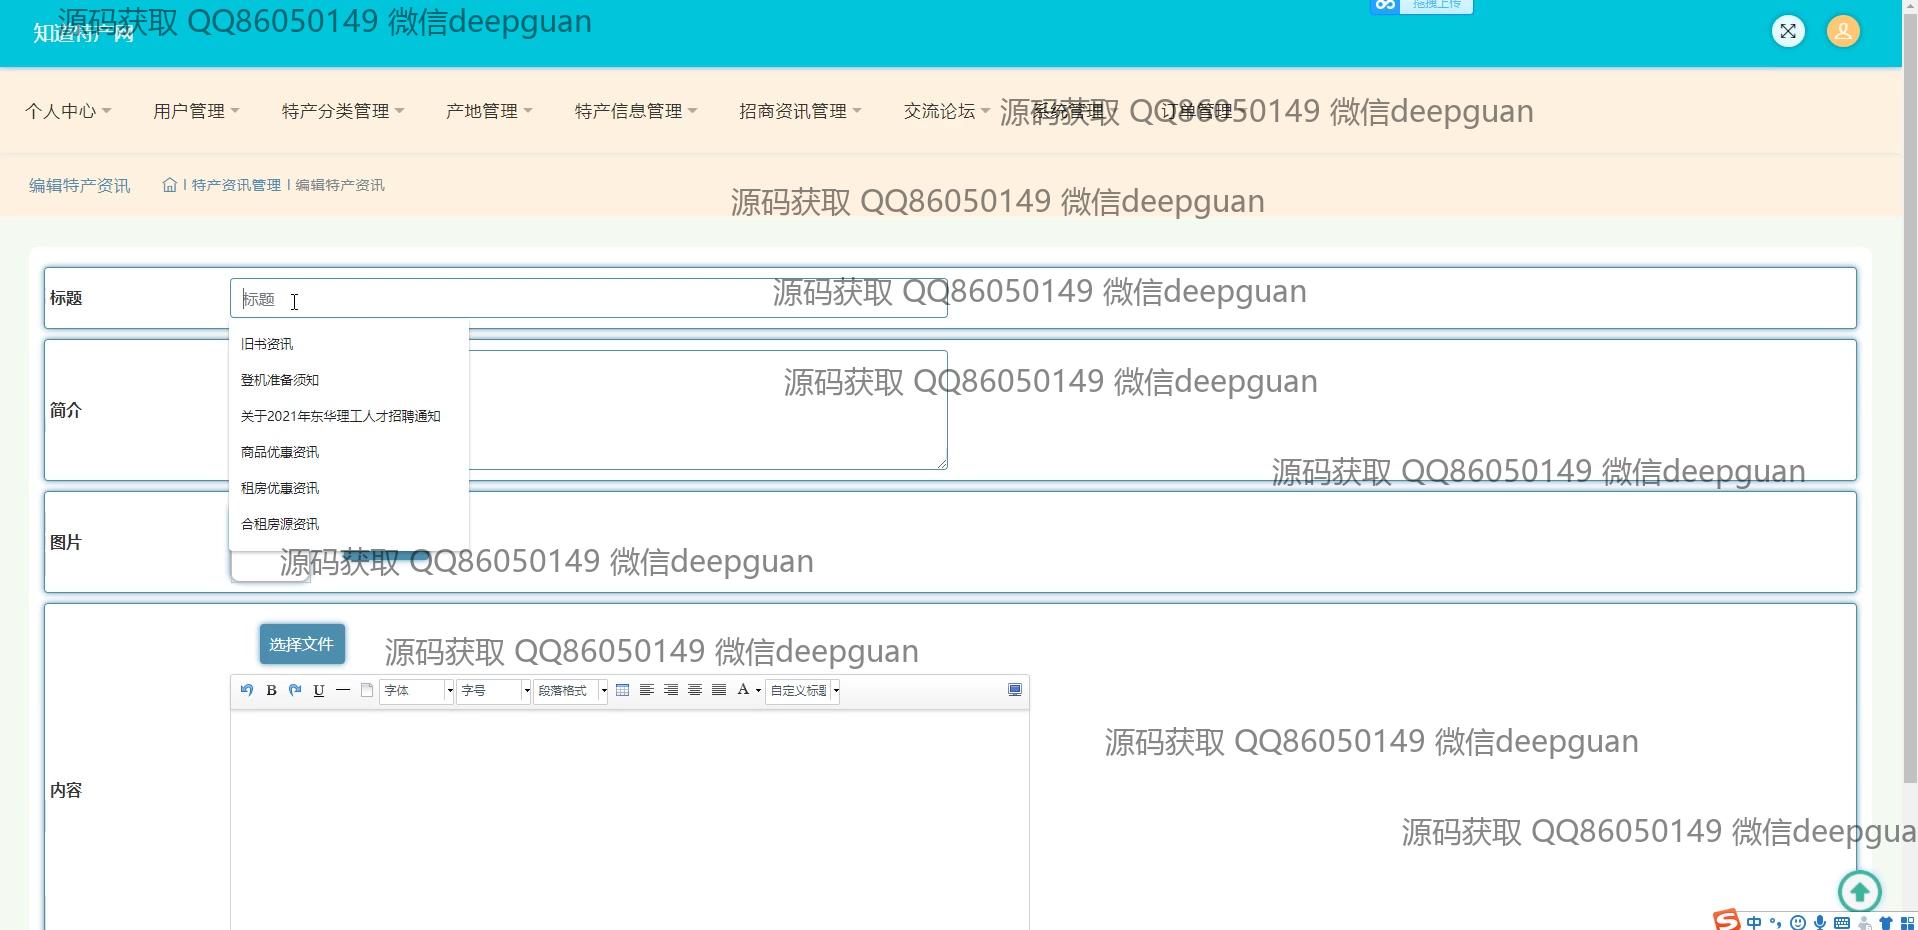 源码获取 QQ86050149 微信deepguan
知道特产网
拖拽上传
个人中心 用户管理 特产分类管理 产地管理 特产信息管理 招商资讯管理 交流论坛 系统管理 订单管理
源码获取 QQ86050149 微信deepguan
编辑特产资讯 | 特产资讯管理 | 编辑特产资讯
源码获取 QQ86050149 微信deepguan
标题 标题
源码获取 QQ86050149 微信deepguan
旧书资讯
登机准备须知
源码获取 QQ86050149 微信deepguan
简介
关于2021年东华理工人才招聘通知
商品优惠资讯
源码获取 QQ86050149 微信deepguan
租房优惠资讯
合租房源资讯
图片
源码获取 QQ86050149 微信deepguan
选择文件
源码获取 QQ86050149 微信deepguan
B U 字体 字号 段落格式 A 自定义标题
源码获取 QQ86050149 微信deepguan
内容
源码获取 QQ86050149 微信deepgua
S 中